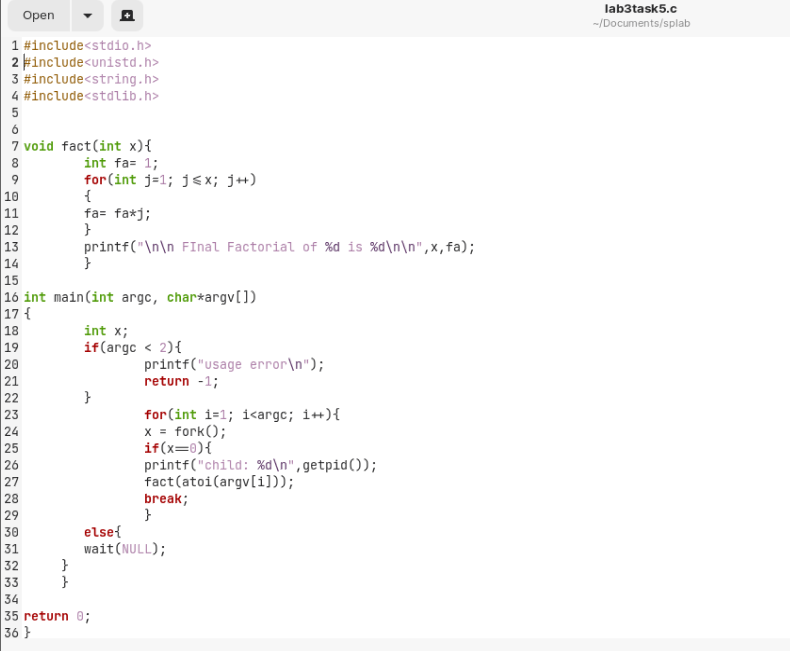 Open
lab3task5.c
~/Documents/splab
1 #include<stdio.h>
2 #include<unistd.h>
3 #include<string.h>
4 #include<stdlib.h>
5
6
7 void fact(int x){
8         int fa= 1;
9         for(int j=1; j<=x; j++)
10         {
11         fa= fa*j;
12         }
13         printf("\n\n FInal Factorial of %d is %d\n\n",x,fa);
14         }
15
16 int main(int argc, char*argv[])
17 {
18         int x;
19         if(argc < 2){
20                 printf("usage error\n");
21                 return -1;
22         }
23                 for(int i=1; i<argc; i++){
24                 x = fork();
25                 if(x==0){
26                 printf("child: %d\n",getpid());
27                 fact(atoi(argv[i]));
28                 break;
29                 }
30         else{
31         wait(NULL);
32      }
33      }
34
35 return 0;
36 }